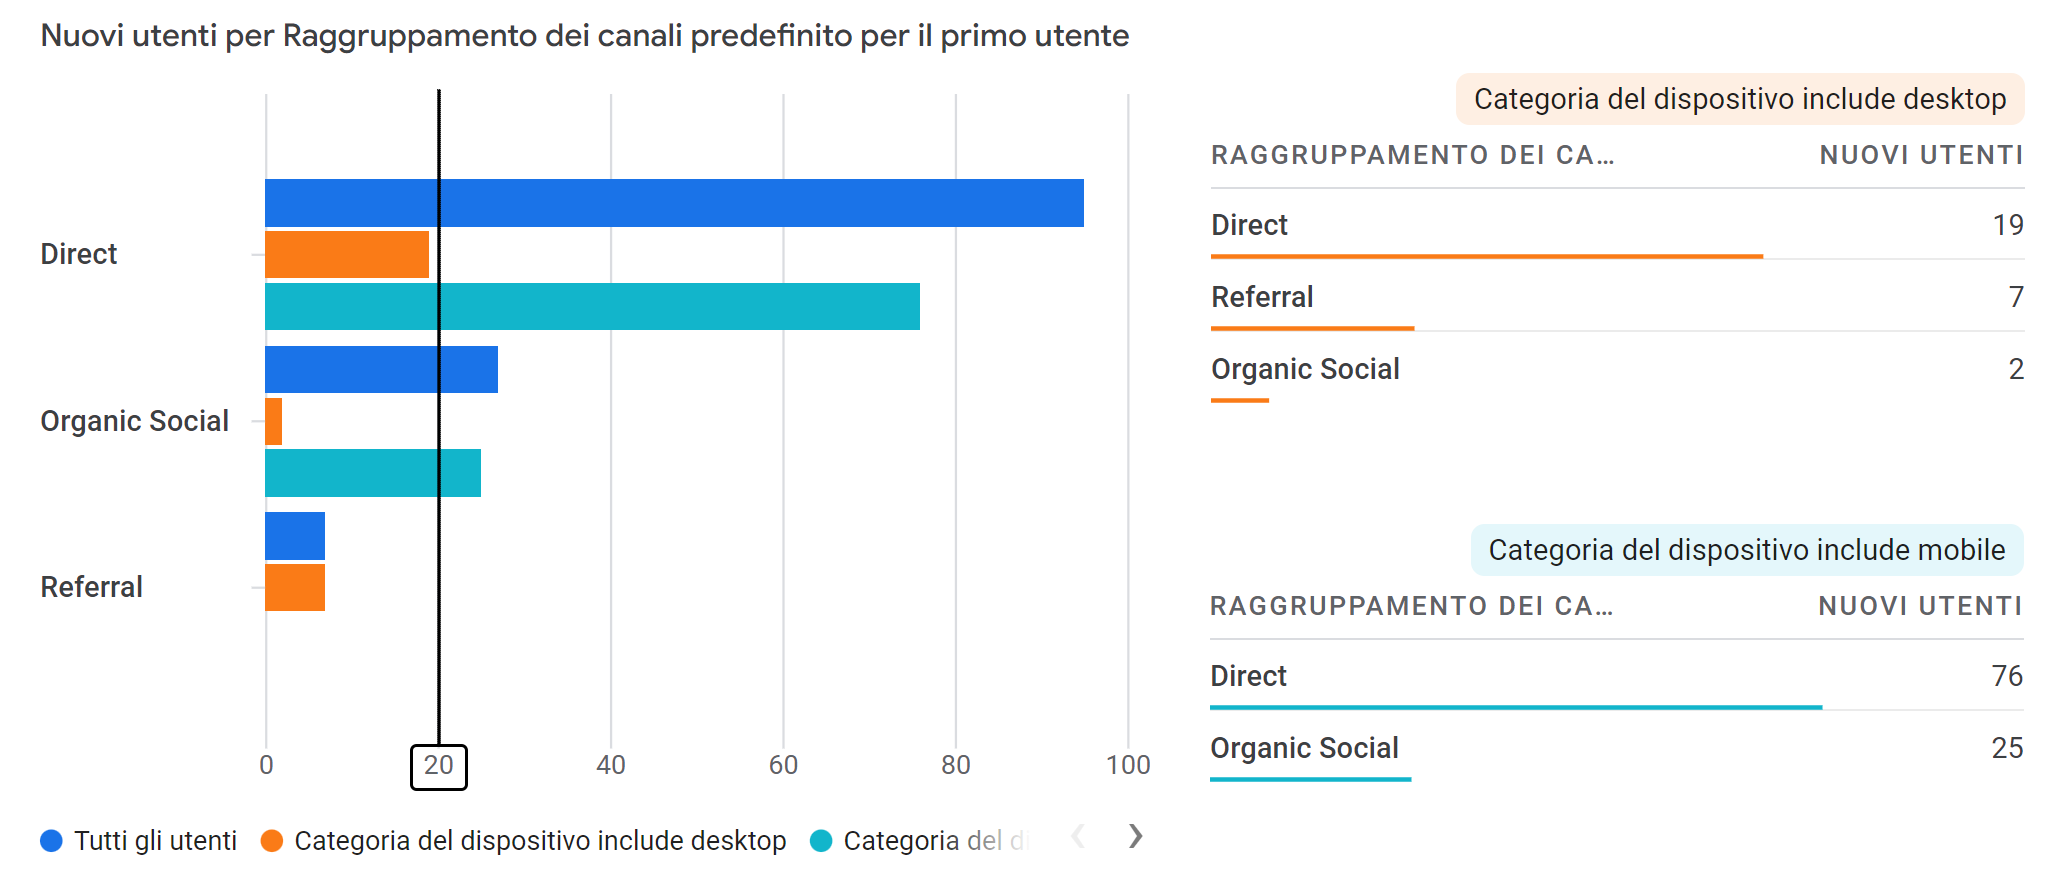 Nuovi utenti per Raggruppamento dei canali predefinito per il primo utente
Direct
Organic Social
Referral
0 20 40 60 80 100
Tutti gli utenti Categoria del dispositivo include desktop Categoria del
Categoria del dispositivo include desktop
RAGGRUPPAMENTO DEI CA… NUOVI UTENTI
Direct 19
Referral 7
Organic Social 2
Categoria del dispositivo include mobile
RAGGRUPPAMENTO DEI CA… NUOVI UTENTI
Direct 76
Organic Social 25